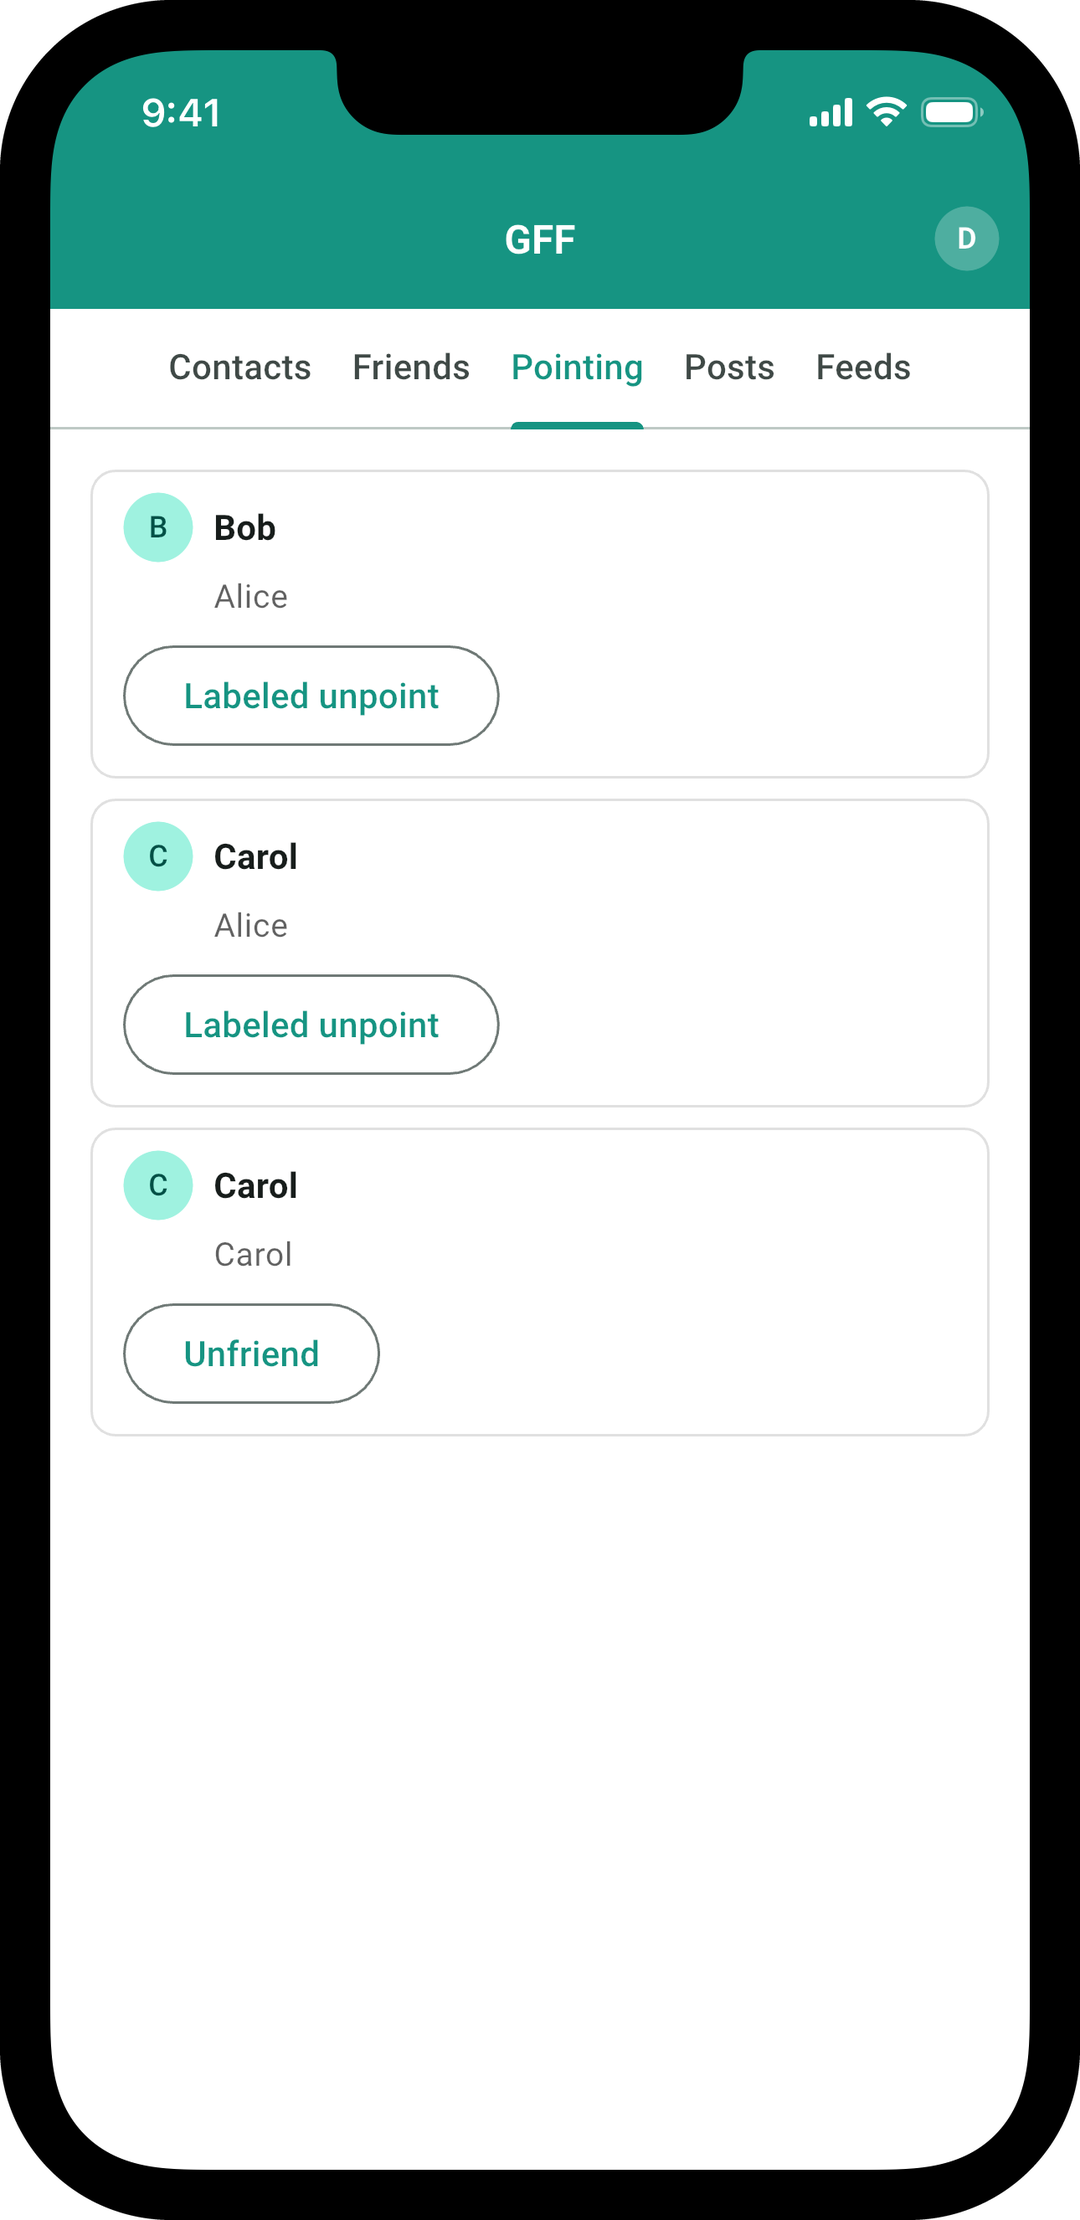 9:41
GFF
D
Contacts Friends Pointing Posts Feeds
B Bob
Alice
Labeled unpoint
C Carol
Alice
Labeled unpoint
C Carol
Carol
Unfriend